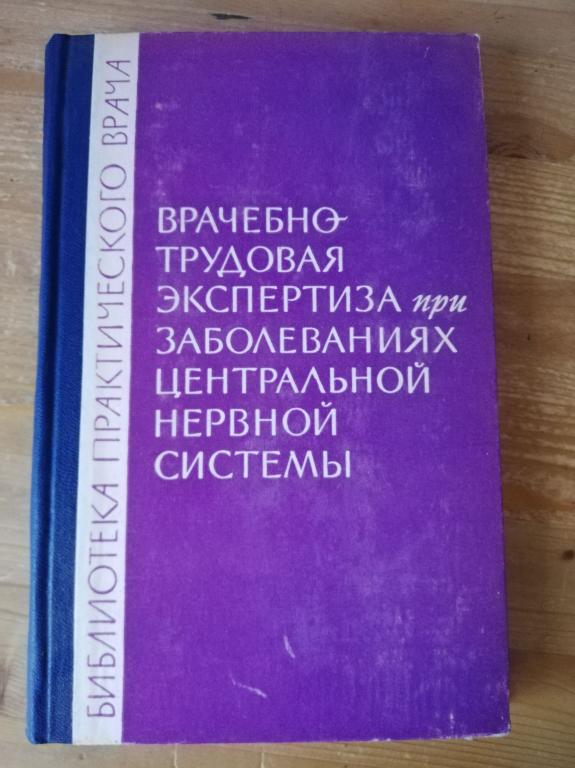 БИБЛИОТЕКА ПРАКТИЧЕСКОГО ВРАЧА
ВРАЧЕБНО-
ТРУДОВАЯ
ЭКСПЕРТИЗА при
ЗАБОЛЕВАНИЯХ
ЦЕНТРАЛЬНОЙ
НЕРВНОЙ
СИСТЕМЫ